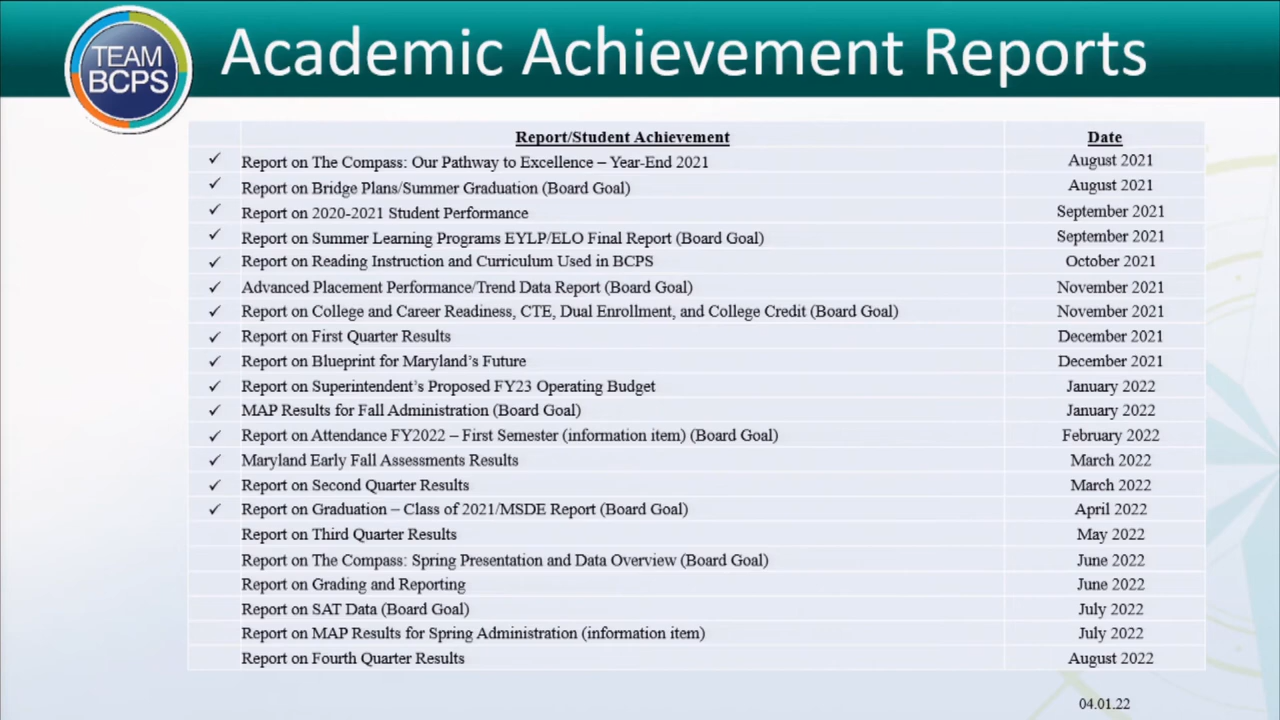 TEAM
BCPS
Academic Achievement Reports
Report/Student Achievement Date
✓ Report on The Compass: Our Pathway to Excellence – Year-End 2021 August 2021
✓ Report on Bridge Plans/Summer Graduation (Board Goal) August 2021
✓ Report on 2020-2021 Student Performance September 2021
✓ Report on Summer Learning Programs EYLP/ELO Final Report (Board Goal) September 2021
✓ Report on Reading Instruction and Curriculum Used in BCPS October 2021
✓ Advanced Placement Performance/Trend Data Report (Board Goal) November 2021
✓ Report on College and Career Readiness, CTE, Dual Enrollment, and College Credit (Board Goal) November 2021
✓ Report on First Quarter Results December 2021
✓ Report on Blueprint for Maryland’s Future December 2021
✓ Report on Superintendent’s Proposed FY23 Operating Budget January 2022
✓ MAP Results for Fall Administration (Board Goal) January 2022
✓ Report on Attendance FY2022 – First Semester (information item) (Board Goal) February 2022
✓ Maryland Early Fall Assessments Results March 2022
✓ Report on Second Quarter Results March 2022
✓ Report on Graduation – Class of 2021/MSDE Report (Board Goal) April 2022
Report on Third Quarter Results May 2022
Report on The Compass: Spring Presentation and Data Overview (Board Goal) June 2022
Report on Grading and Reporting June 2022
Report on SAT Data (Board Goal) July 2022
Report on MAP Results for Spring Administration (information item) July 2022
Report on Fourth Quarter Results August 2022
04.01.22